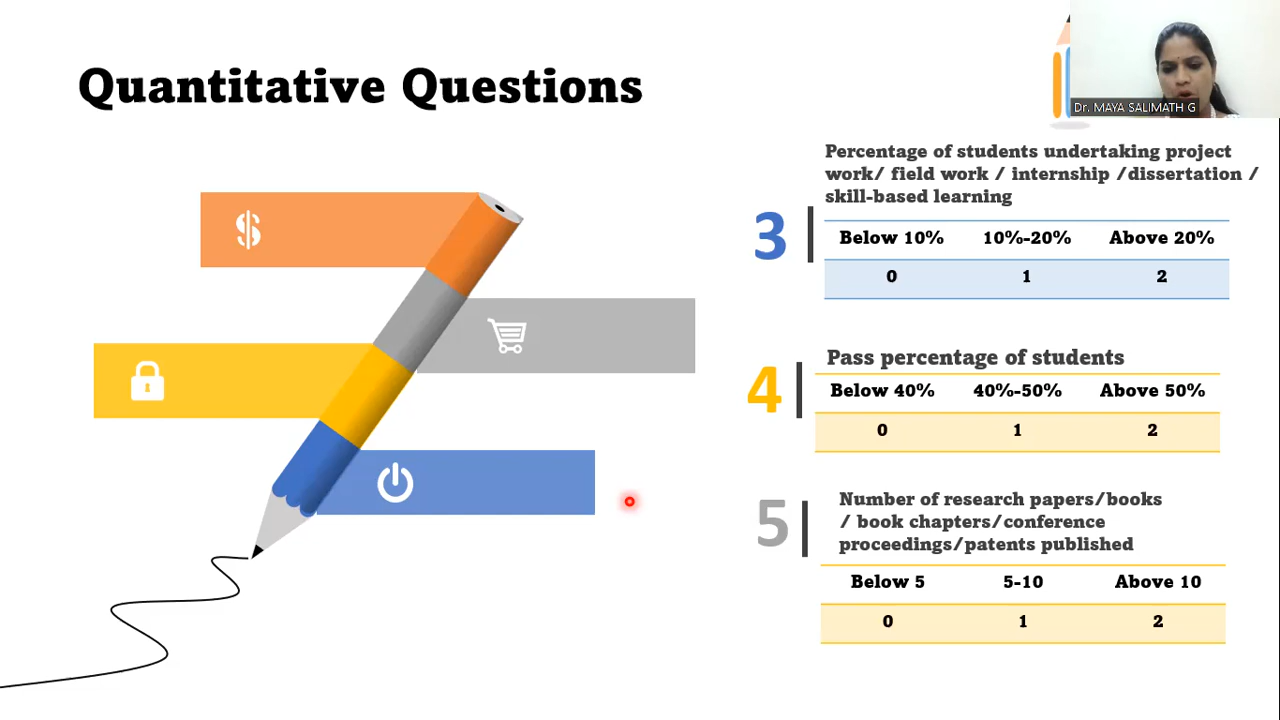 Quantitative Questions
Dr. MAYA SALIMATH G
Percentage of students undertaking project
work/ field work / internship /dissertation /
skill-based learning
3
Below 10% 10%-20% Above 20%
0 1 2
Pass percentage of students
4
Below 40% 40%-50% Above 50%
0 1 2
Number of research papers/books
/ book chapters/conference
proceedings/patents published
5
Below 5 5-10 Above 10
0 1 2